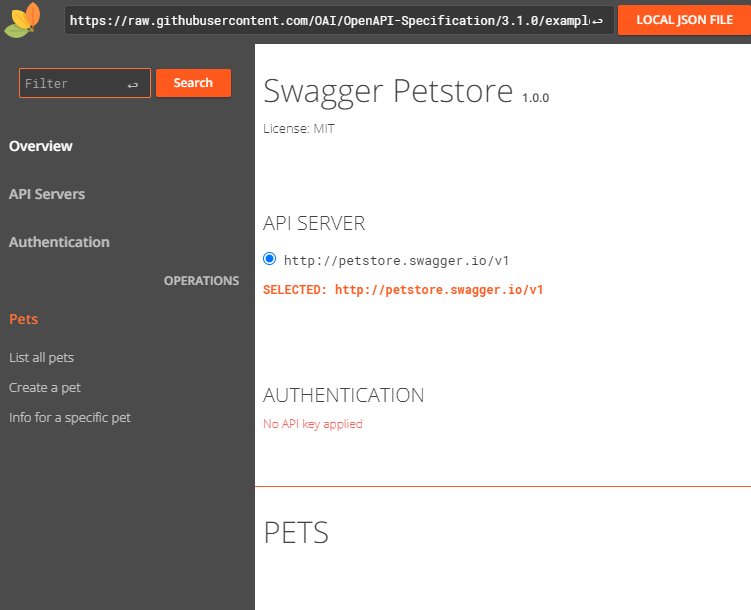 https://raw.githubusercontent.com/OAI/OpenAPI-Specification/3.1.0/exampl
LOCAL JSON FILE
Filter
Search
Overview
API Servers
Authentication
OPERATIONS
Pets
List all pets
Create a pet
Info for a specific pet
Swagger Petstore 1.0.0
License: MIT
API SERVER
http://petstore.swagger.io/v1
SELECTED: http://petstore.swagger.io/v1
AUTHENTICATION
No API key applied
PETS